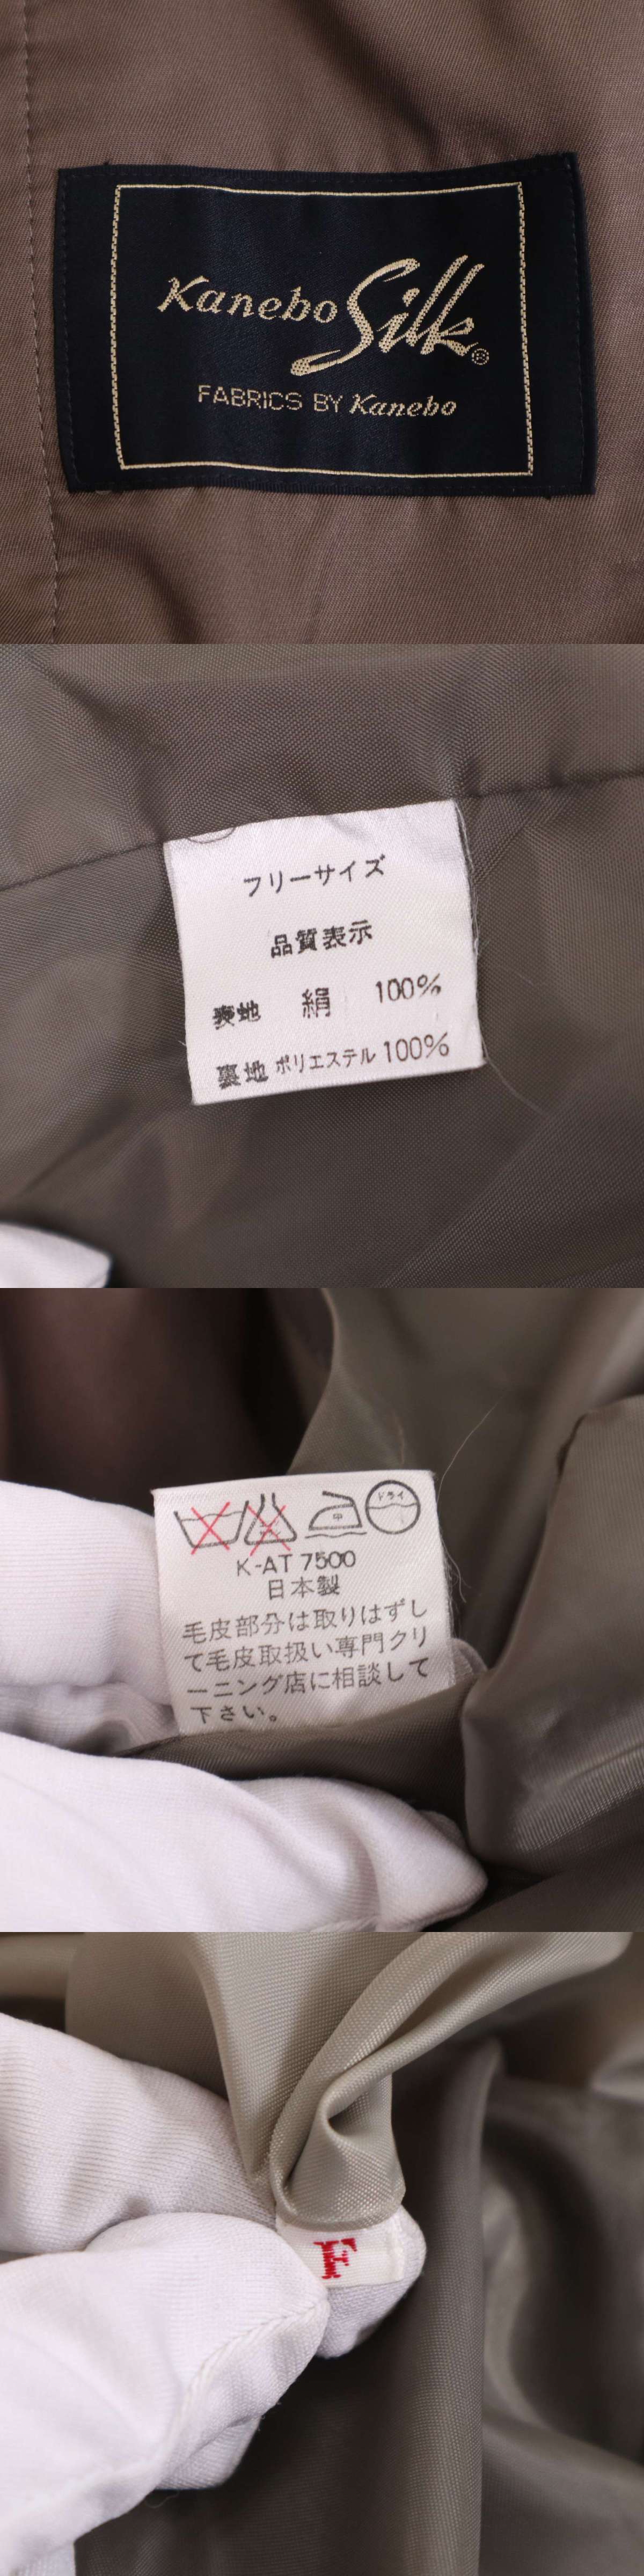 Kanebo Silk®
FABRICS BY Kanebo
フリーサイズ
品質表示
表地 絹 100%
裏地 ポリエステル 100%
中 ドライ
K-AT 7500
日本製
毛皮部分は取りはずし
て毛皮取扱い専門クリ
ーニング店に相談して
下さい。
F